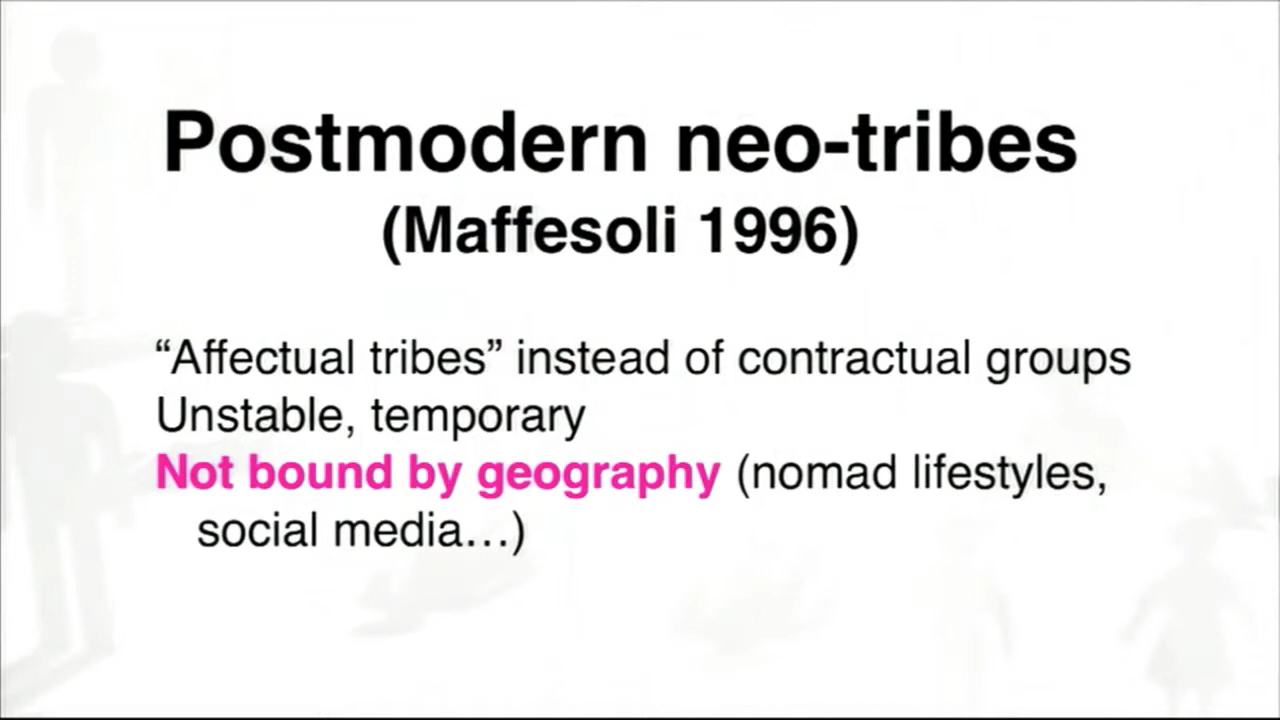 Postmodern neo-tribes
(Maffesoli 1996)
“Affectual tribes” instead of contractual groups
Unstable, temporary
Not bound by geography (nomad lifestyles,
social media…)